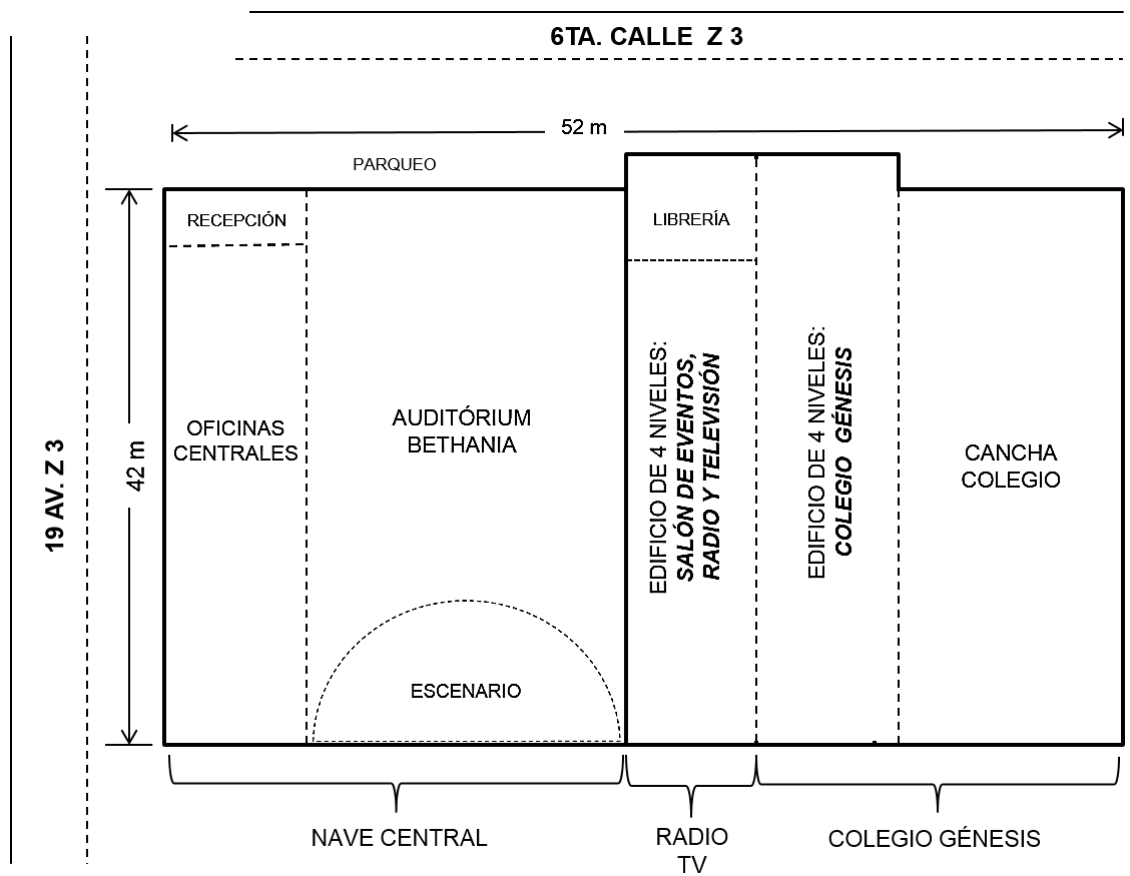 6TA. CALLE  Z 3
52 m
PARQUEO
RECEPCIÓN
LIBRERÍA
19 AV. Z 3
42 m
OFICINAS
CENTRALES
AUDITÓRIUM
BETHANIA
EDIFICIO DE 4 NIVELES:
SALÓN DE EVENTOS,
RADIO Y TELEVISIÓN
EDIFICIO DE 4 NIVELES:
COLEGIO  GÉNESIS
CANCHA
COLEGIO
ESCENARIO
NAVE CENTRAL
RADIO
TV
COLEGIO GÉNESIS